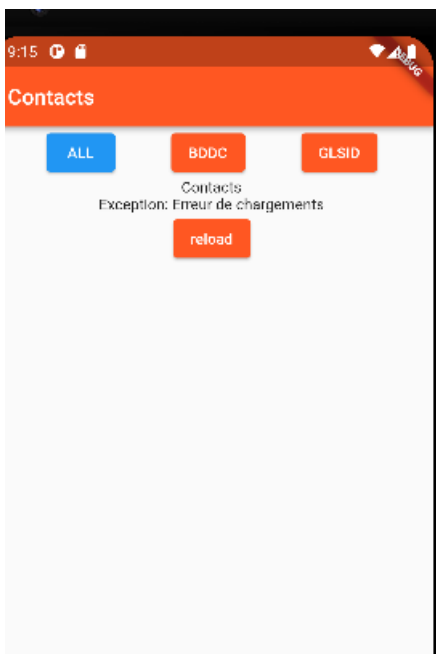 9:15
DEBUG
Contacts
ALL BDDC GLSID
Contacts
Exception: Erreur de chargements
reload